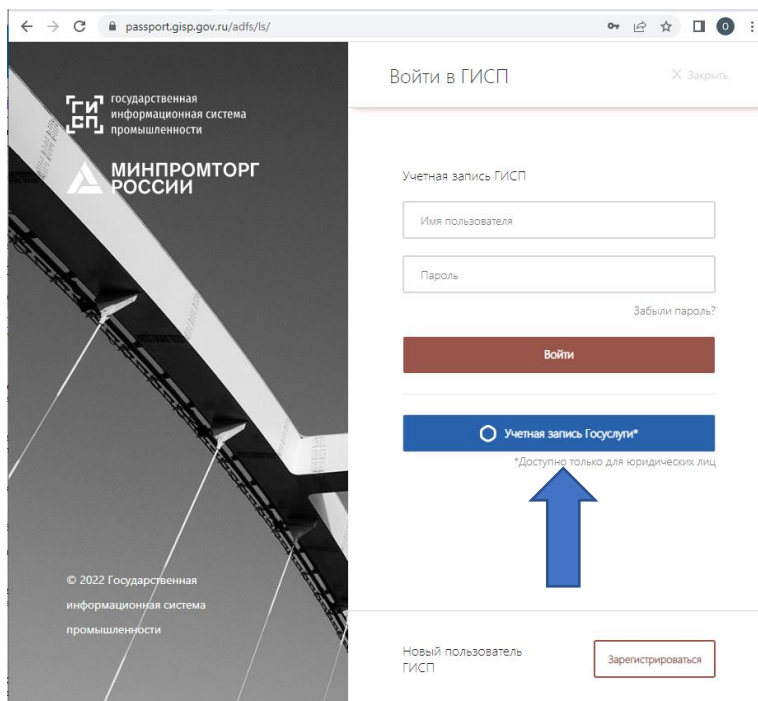 passport.gisp.gov.ru/adfs/ls/
О
ГИ
СП
государственная
информационная система
промышленности
МИНПРОМТОРГ
РОССИИ
© 2022 Государственная
информационная система
промышленности
Войти в ГИСП
Закрыть
Учетная запись ГИСП
Имя пользователя
Пароль
Забыли пароль?
Войти
Учетная запись Госуслуги*
*Доступно только для юридических лиц
Новый пользователь
ГИСП
Зарегистрироваться